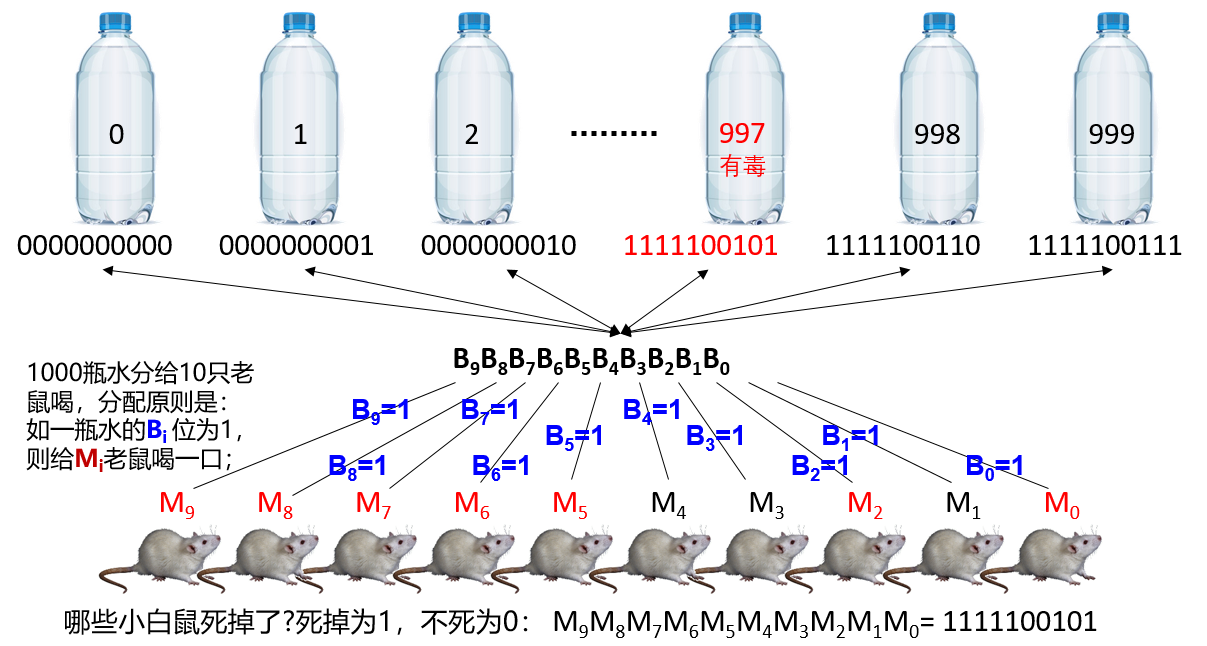 0 1 2 ········· 997 998 999
有毒
0000000000 0000000001 0000000010 1111100101 1111100110 1111100111
B₉B₈B₇B₆B₅B₄B₃B₂B₁B₀
1000瓶水分给10只老
鼠喝，分配原则是：
如一瓶水的Bᵢ位为1，
则给Mᵢ老鼠喝一口；
B₉=1 B₇=1 B₄=1
B₅=1 B₃=1 B₁=1
B₈=1 B₆=1 B₂=1 B₀=1
M₉ M₈ M₇ M₆ M₅ M₄ M₃ M₂ M₁ M₀
哪些小白鼠死掉了?死掉为1，不死为0： M₉M₈M₇M₆M₅M₄M₃M₂M₁M₀= 1111100101